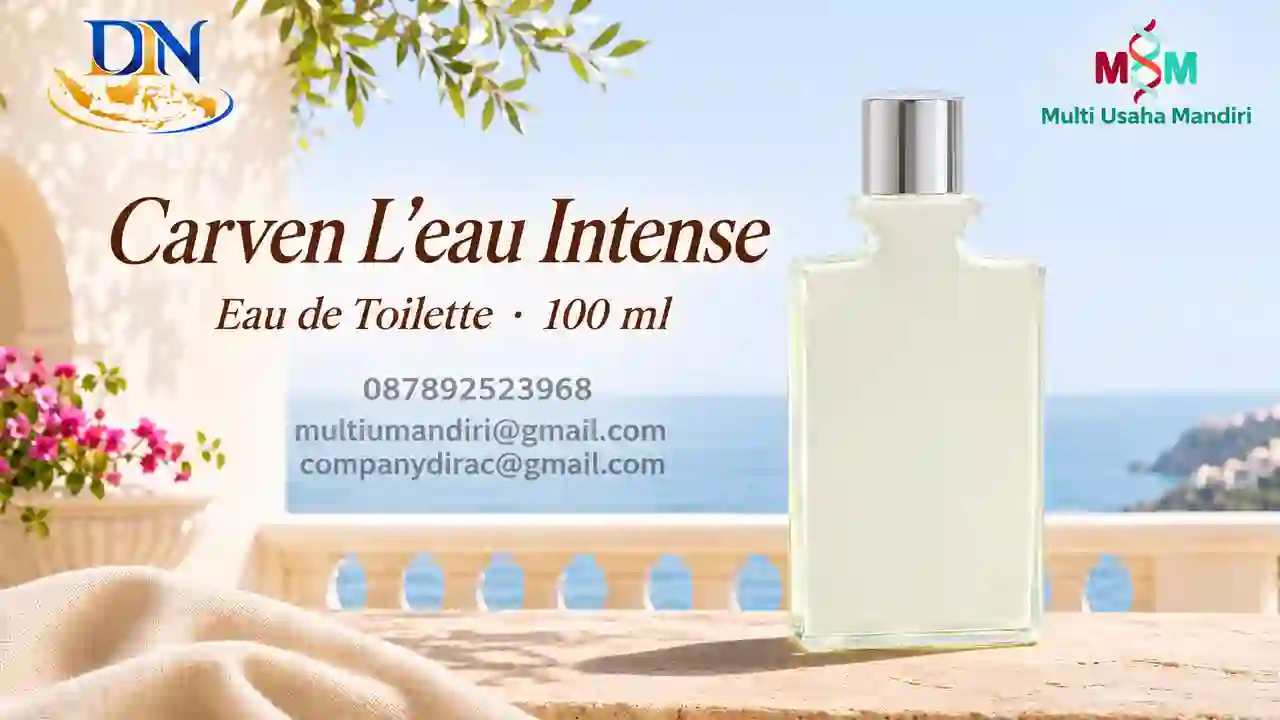 DN
MSM
Multi Usaha Mandiri
Carven L'eau Intense
Eau de Toilette · 100 ml
087892523968
multiumandiri@gmail.com
companydirac@gmail.com